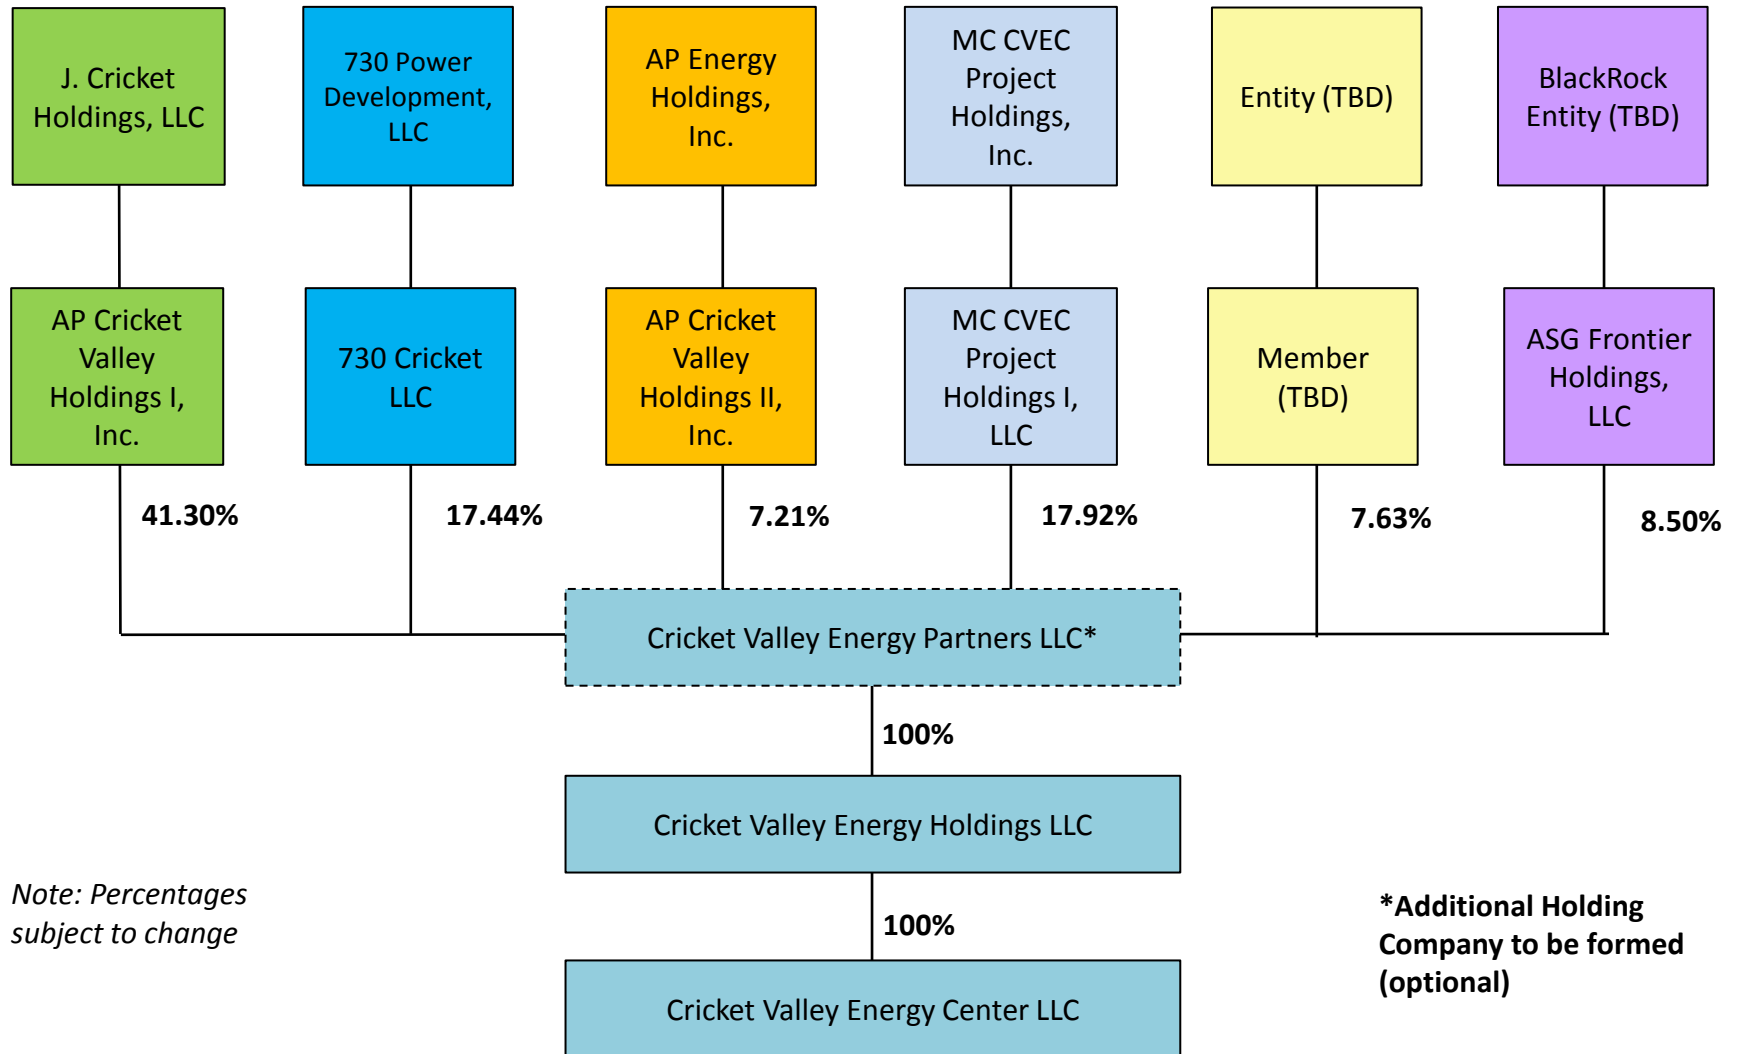 J. Cricket
Holdings, LLC
730 Power
Development,
LLC
AP Energy
Holdings,
Inc.
MC CVEC
Project
Holdings,
Inc.
Entity (TBD)
BlackRock
Entity (TBD)
AP Cricket
Valley
Holdings I,
Inc.
730 Cricket
LLC
AP Cricket
Valley
Holdings II,
Inc.
MC CVEC
Project
Holdings I,
LLC
Member
(TBD)
ASG Frontier
Holdings,
LLC
41.30%
17.44%
7.21%
17.92%
7.63%
8.50%
Cricket Valley Energy Partners LLC*
100%
Cricket Valley Energy Holdings LLC
100%
Cricket Valley Energy Center LLC
Note: Percentages
subject to change
*Additional Holding
Company to be formed
(optional)